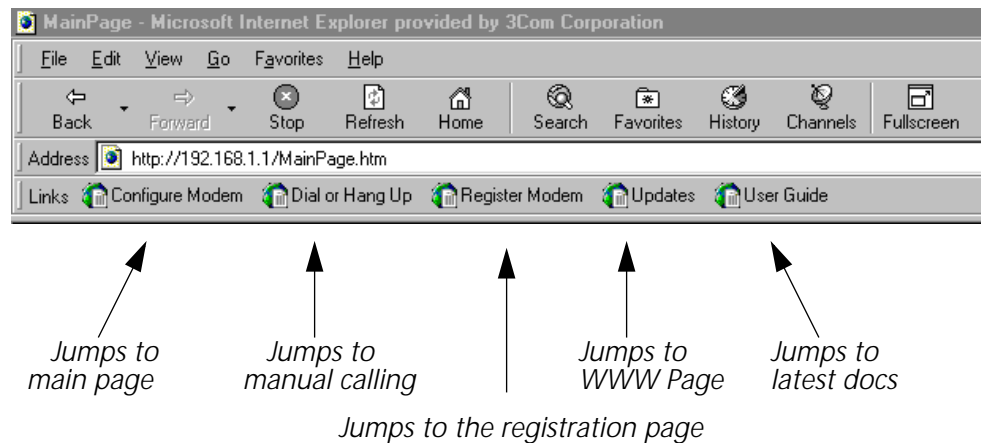 MainPage - Microsoft Internet Explorer provided by 3Com Corporation
File Edit View Go Favorites Help
Back Forward Stop Refresh Home Search Favorites History Channels Fullscreen
Address http://192.168.1.1/MainPage.htm
Links Configure Modem Dial or Hang Up Register Modem Updates User Guide
Jumps to main page
Jumps to manual calling
Jumps to WWW Page
Jumps to latest docs
Jumps to the registration page